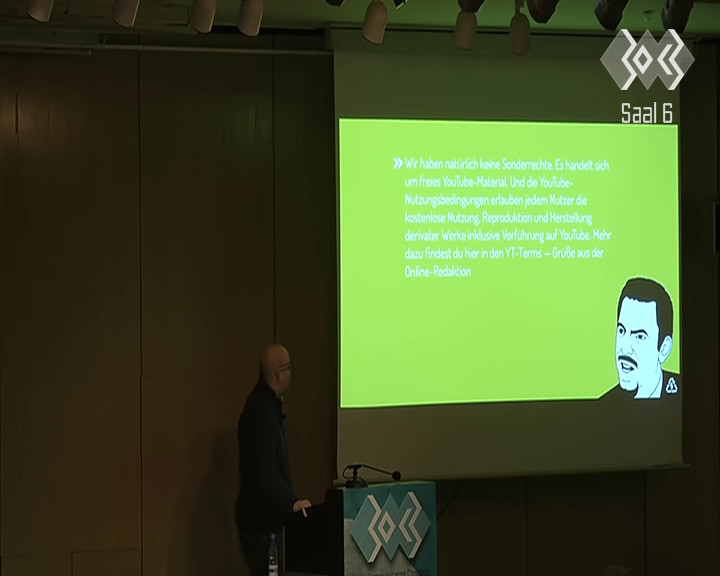 Saal 6
» Wir haben natürlich keine Sonderrechte. Es handelt sich
um freies YouTube-Material. Und die YouTube-
Nutzungsbedingungen erlauben jedem Nutzer die
kostenlose Nutzung, Reproduktion und Herstellung
derivater Werke inklusive Vorführung auf YouTube. Mehr
dazu findest du hier in den YT-Terms — Grüße aus der
Online-Redaktion